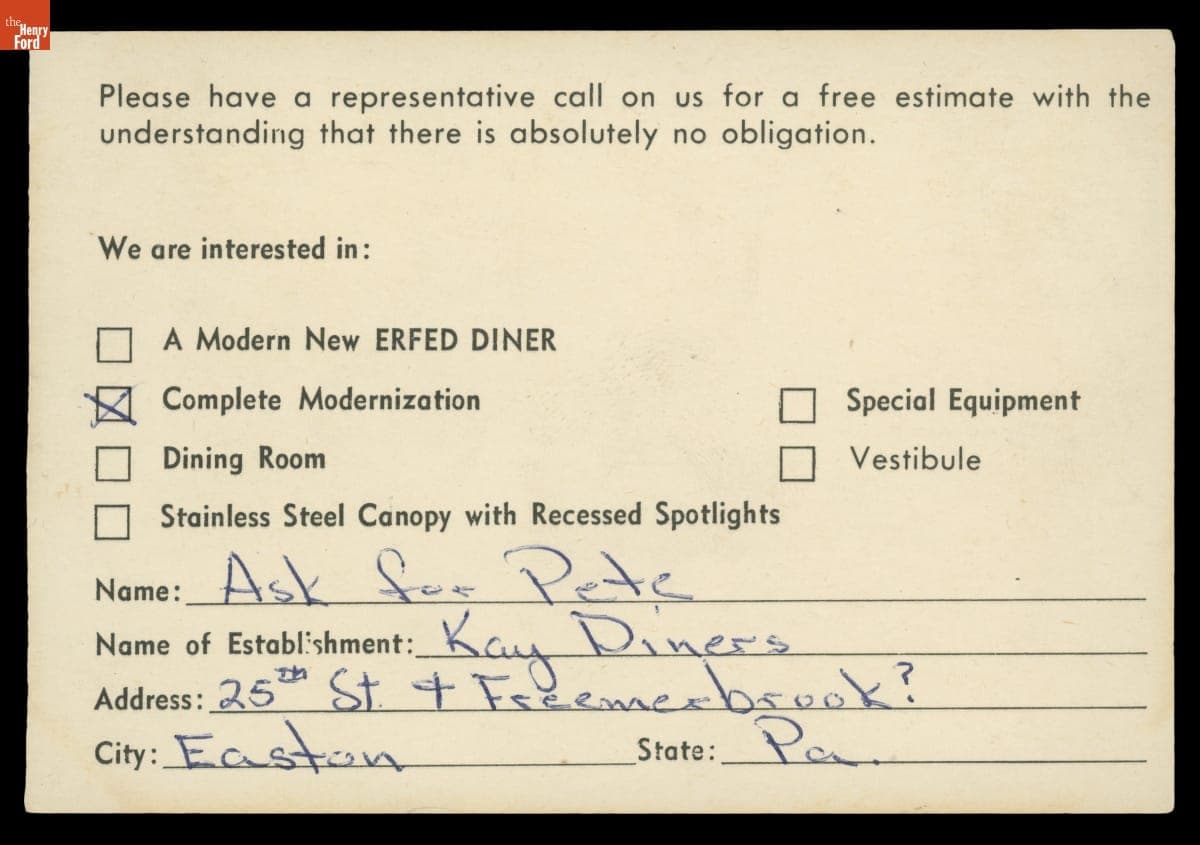 the Henry Ford
Please have a representative call on us for a free estimate with the
understanding that there is absolutely no obligation.
We are interested in:
A Modern New ERFED DINER
Complete Modernization
Special Equipment
Dining Room
Vestibule
Stainless Steel Canopy with Recessed Spotlights
Name: Ask for Pete
Name of Establishment: Kay Diners
Address: 25th St. + Freemerbrook?
City: Easton State: Pa.